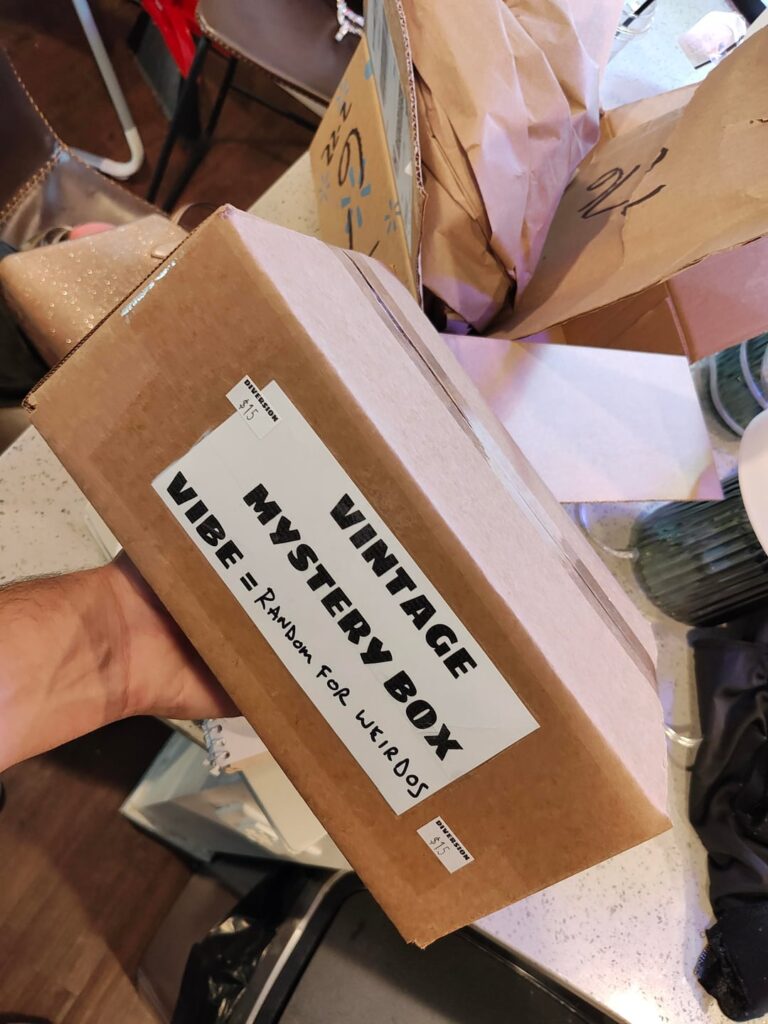 DIVERSION
$15
VINTAGE
MYSTERY BOX
VIBE = RANDOM FOR WEIRDOS
DIVERSION
$15